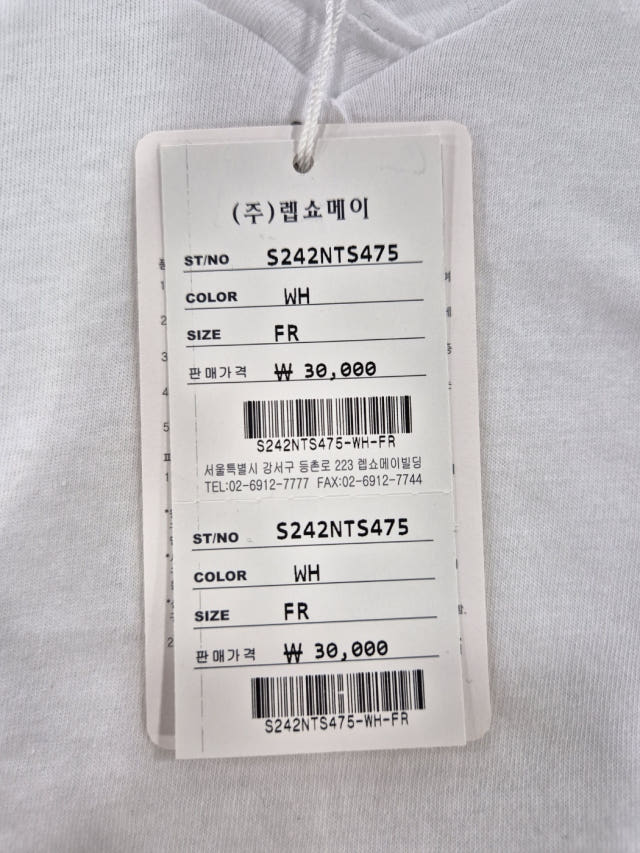 (주)렙쇼메이
ST/NO S242NTS475
COLOR WH
SIZE FR
판매가격 ₩ 30,000
S242NTS475-WH-FR
서울특별시 강서구 등촌로 223 렙쇼메이빌딩
TEL:02-6912-7777 FAX:02-6912-7744
ST/NO S242NTS475
COLOR WH
SIZE FR
판매가격 ₩ 30,000
S242NTS475-WH-FR